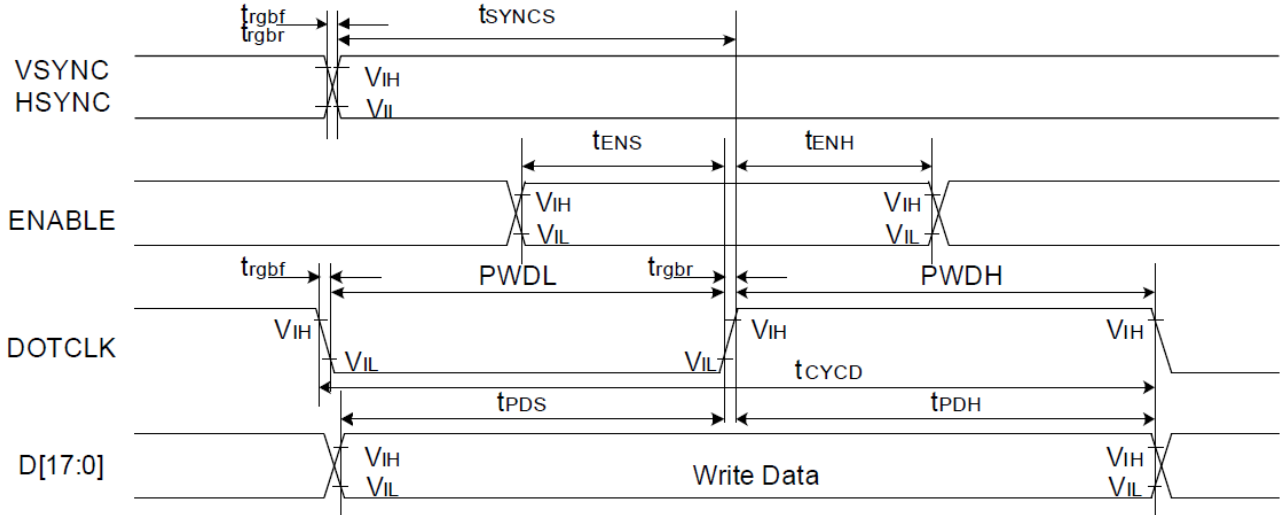 trgbf
trgbr
tSYNCS
VSYNC
HSYNC
VIH
VIL
tENS
tENH
ENABLE
VIH
VIL
VIH
VIL
trgbf
PWDL
trgbr
PWDH
DOTCLK
VIH
VIL
VIL
VIH
VIH
tCYCD
tPDS
tPDH
D[17:0]
VIH
VIL
Write Data
VIH
VIL